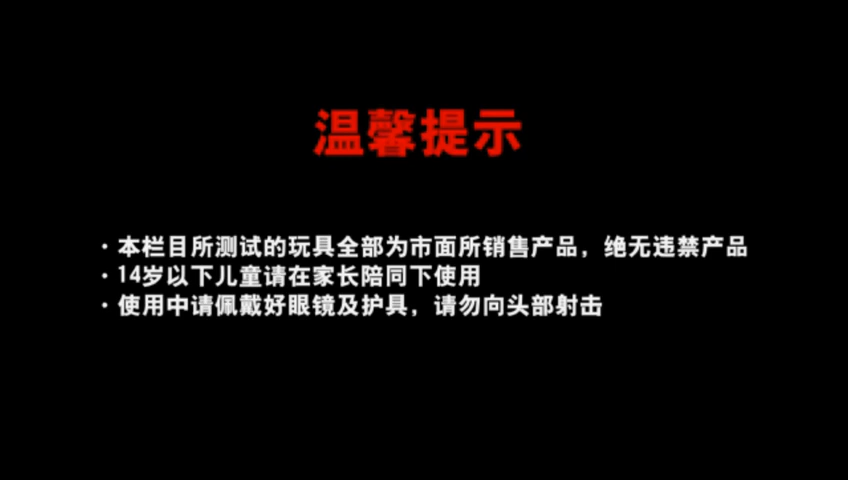 温馨提示
·本栏目所测试的玩具全部为市面所销售产品，绝无违禁产品
·14岁以下儿童请在家长陪同下使用
·使用中请佩戴好眼镜及护具，请勿向头部射击